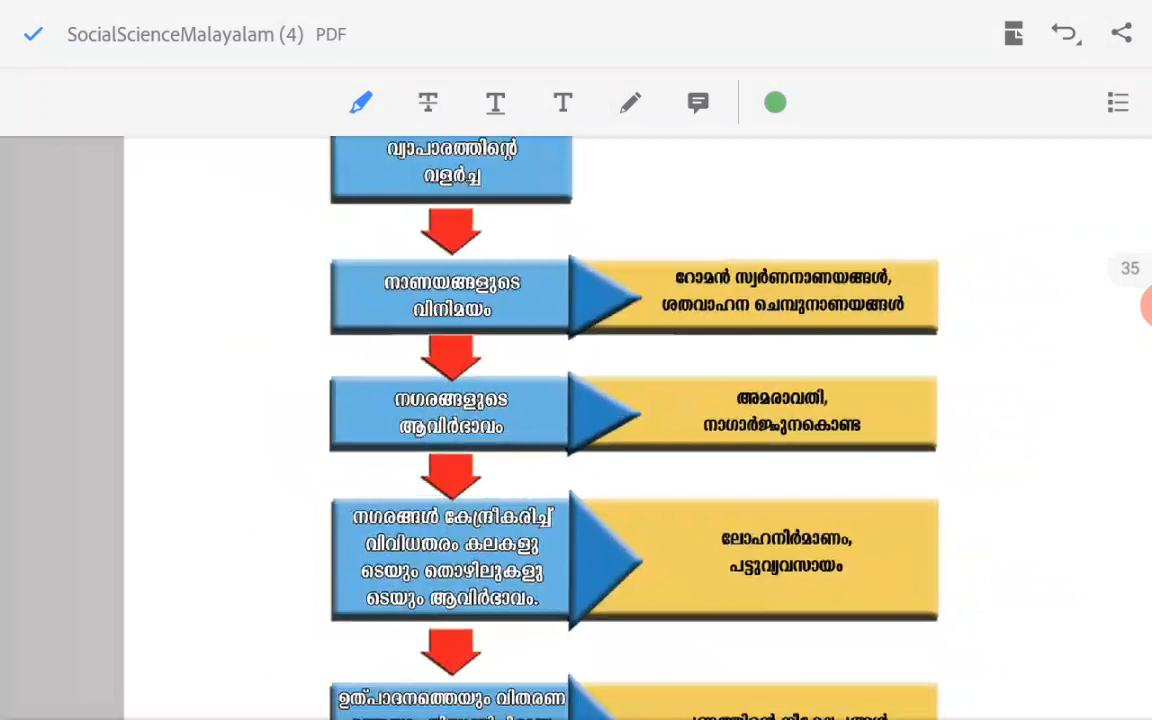 SocialScienceMalayalam (4) PDF
വ്യാപാരത്തിന്റെ
വളർച്ച
നാണയങ്ങളുടെ
വിനിമയം
റോമൻ സ്വർണനാണയങ്ങൾ,
ശതവാഹന ചെമ്പുനാണയങ്ങൾ
35
നഗരങ്ങളുടെ
ആവിർഭാവം
അമരാവതി,
നാഗാർജ്ജുനകൊണ്ട
നഗരങ്ങൾ കേന്ദ്രീകരിച്ച്
വിവിധതരം കലകളു
ടെയും തൊഴിലുകളു
ടെയും ആവിർഭാവം.
ലോഹനിർമാണം,
പട്ടുവ്യവസായം
ഉത്പാദനത്തെയും വിതരണ